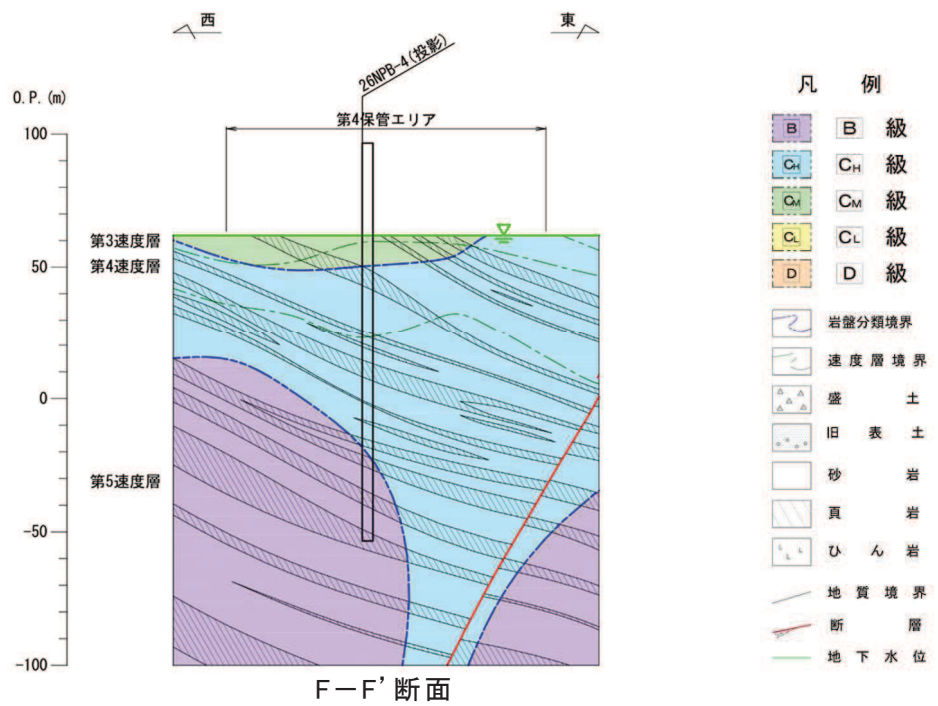 西
東
26NPB-4(投影)
O.P.(m)
第4保管エリア
100
第3速度層
第4速度層
50
0
第5速度層
-50
-100
F－F’断面
凡 例
B B 級
CH CH 級
CM CM 級
CL CL 級
D D 級
岩盤分類境界
速度層境界
盛 土
旧表土
砂 岩
頁 岩
ひん岩
地質境界
断 層
地下水位